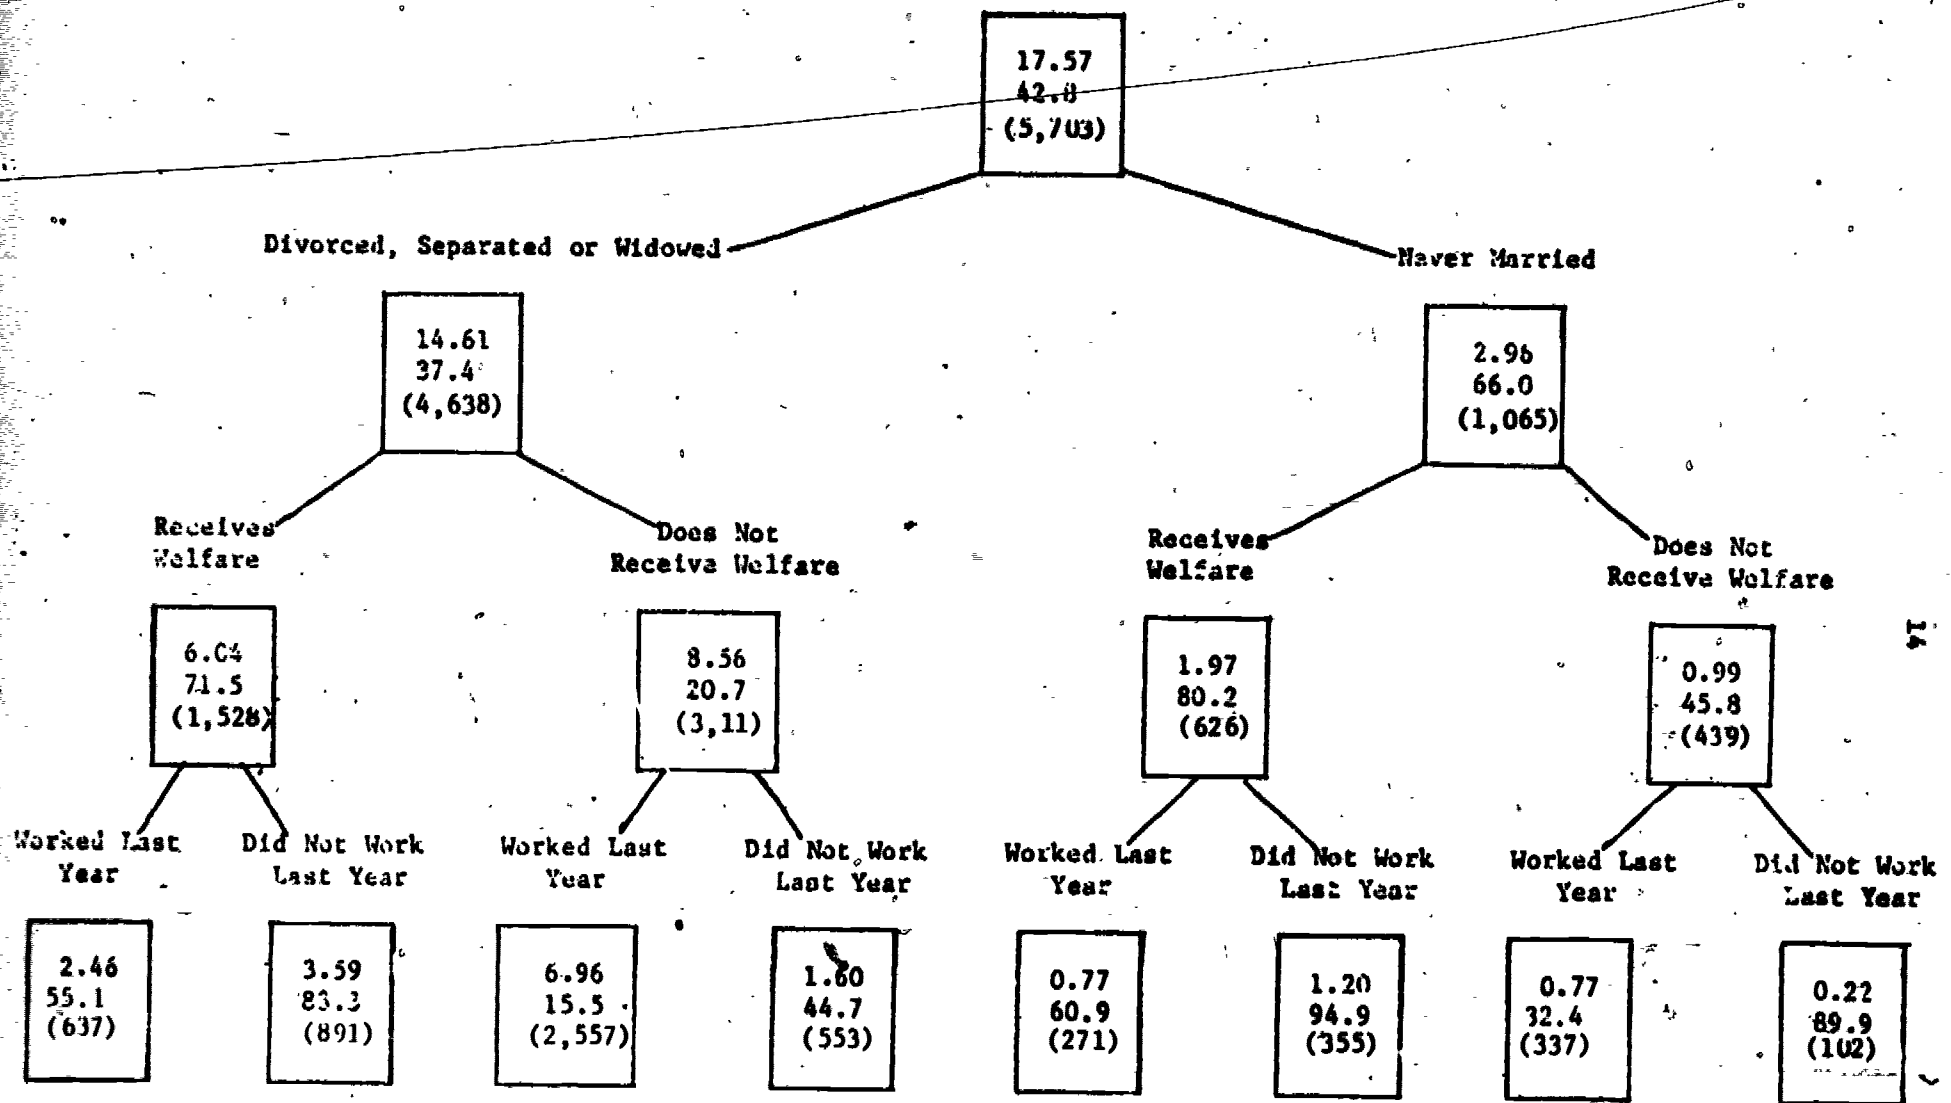 17.57
42.8
(5,703)
Divorced, Separated or Widowed
Never Married
14.61
37.4
(4,638)
2.96
66.0
(1,065)
Receives
Welfare
Does Not
Receive Welfare
Receives
Welfare
Does Not
Receive Welfare
6.04
71.5
(1,528)
8.56
20.7
(3,11)
1.97
80.2
(626)
0.99
45.8
(439)
14
Worked Last
Year
Did Not Work
Last Year
Worked Last
Year
Did Not Work
Last Year
Worked Last
Year
Did Not Work
Last Year
Worked Last
Year
Did Not Work
Last Year
2.46
55.1
(637)
3.59
83.3
(891)
6.96
15.5
(2,557)
1.60
44.7
(553)
0.77
60.9
(271)
1.20
94.9
(355)
0.77
32.4
(337)
0.22
89.9
(102)